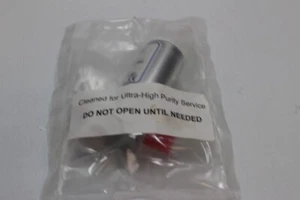 Cleaned for Ultra-High Purity Service
DO NOT OPEN UNTIL NEEDED